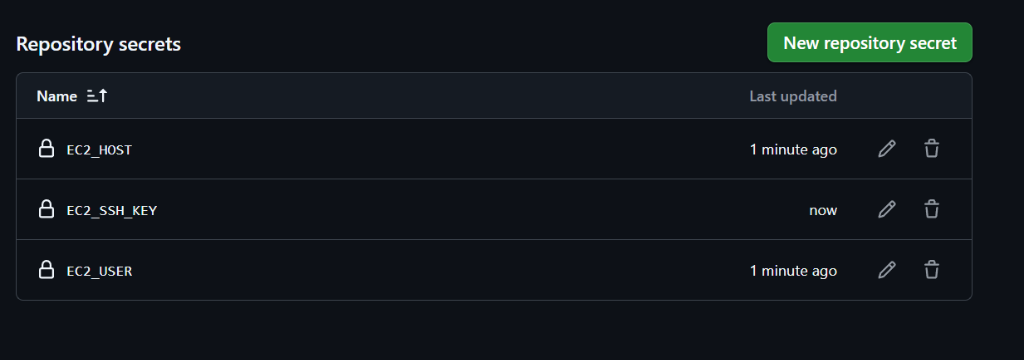 Repository secrets
New repository secret
Name Last updated
EC2_HOST 1 minute ago
EC2_SSH_KEY now
EC2_USER 1 minute ago